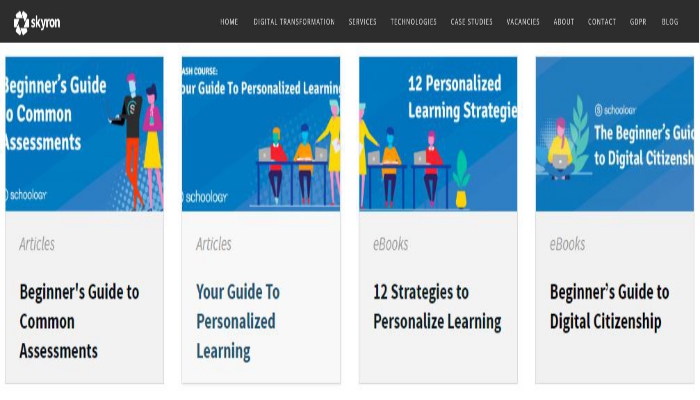 skyron
HOME DIGITAL TRANSFORMATION SERVICES TECHNOLOGIES CASE STUDIES VACANCIES ABOUT CONTACT GDPR BLOG
Beginner's Guide
o Common
Assessments
schoology
ASH COURSE:
our Guide To Personalized Learning
schoology
12 Personalized
Learning Strategie
schoology
The Beginner's Guid
to Digital Citizensh
Articles
Beginner's Guide to
Common
Assessments
Articles
Your Guide To
Personalized
Learning
eBooks
12 Strategies to
Personalize Learning
eBooks
Beginner's Guide to
Digital Citizenship